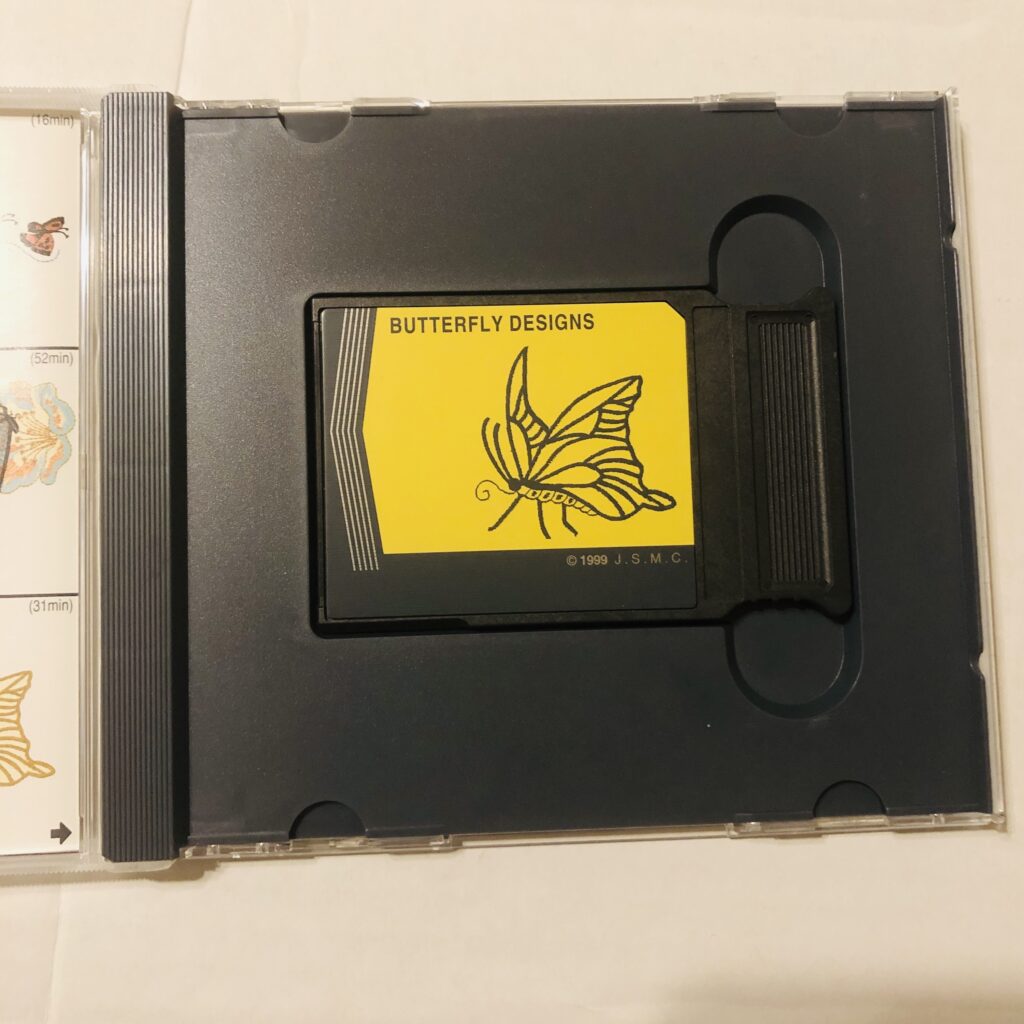 (16min)
(52min)
(31min)
BUTTERFLY DESIGNS
© 1999 J.S.M.C.